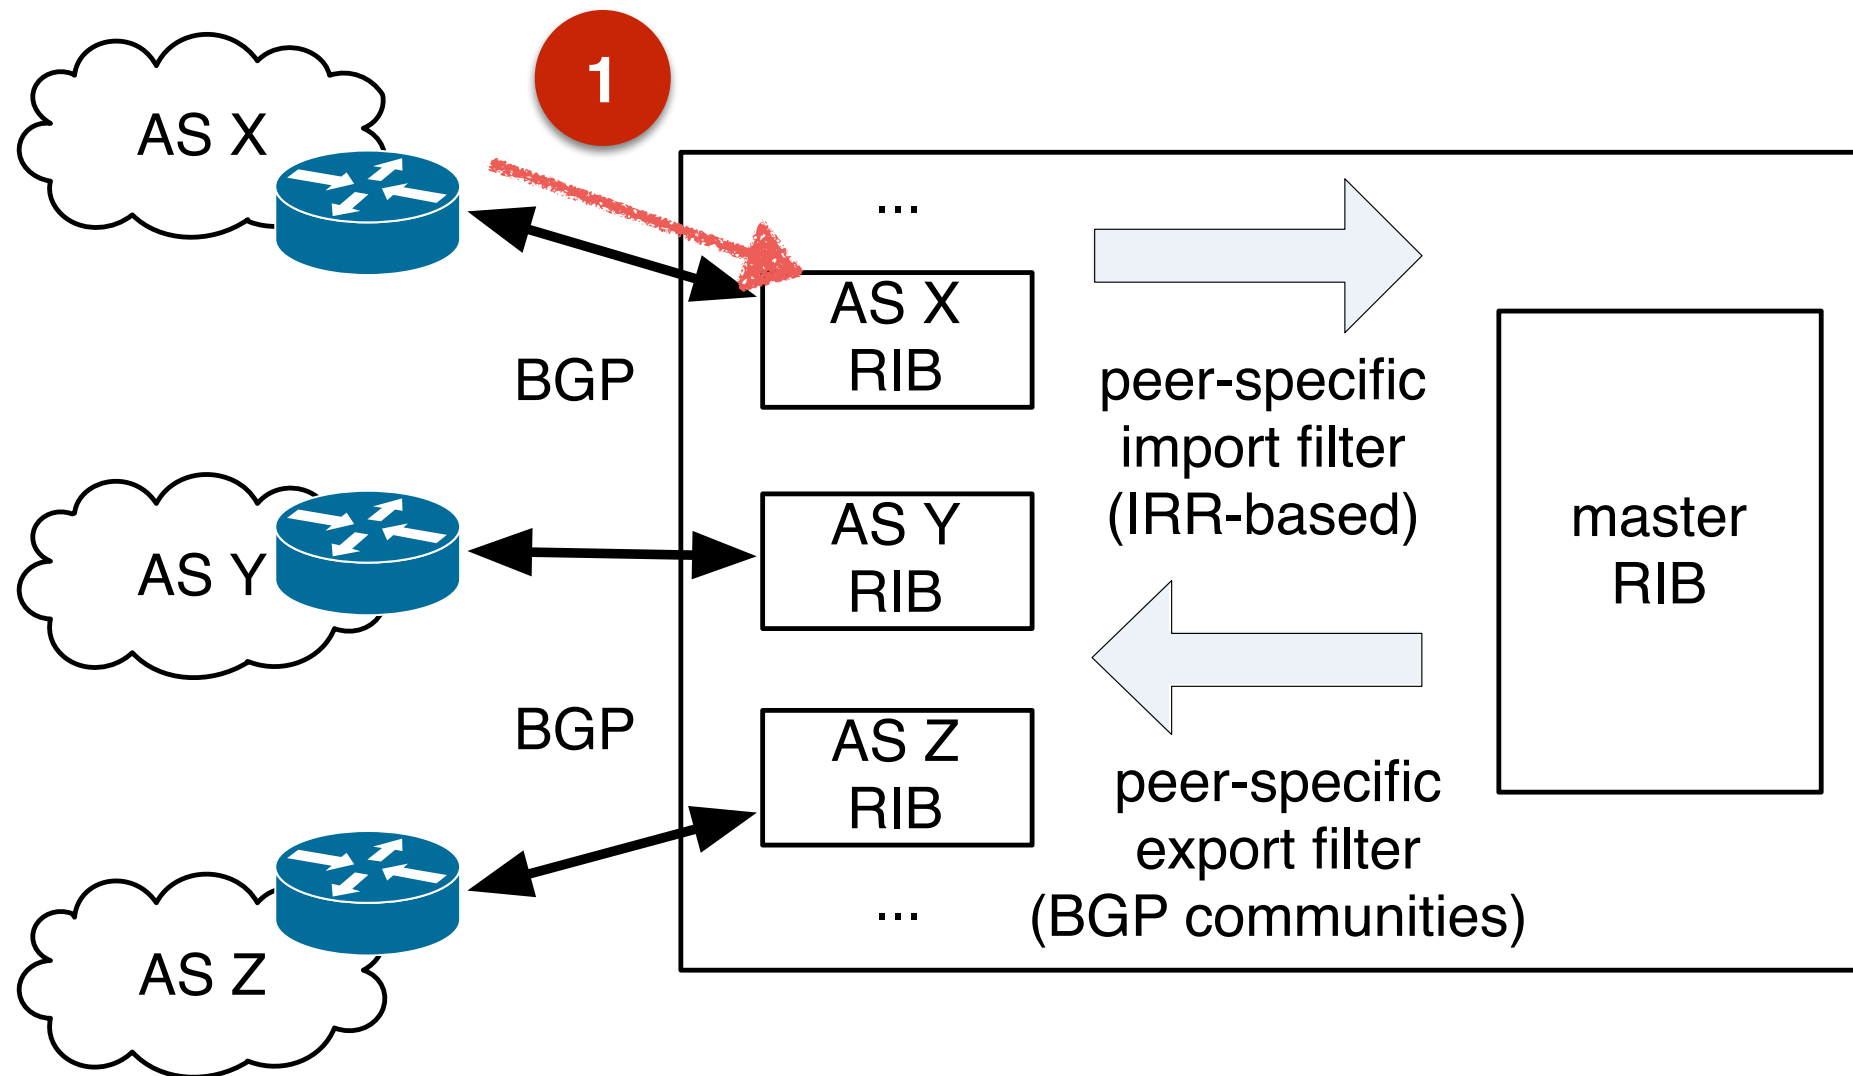 1
AS X
...
AS X
RIB
BGP
peer-specific
import filter
(IRR-based)
AS Y
AS Y
RIB
master
RIB
BGP
AS Z
RIB
peer-specific
export filter
(BGP communities)
...
AS Z